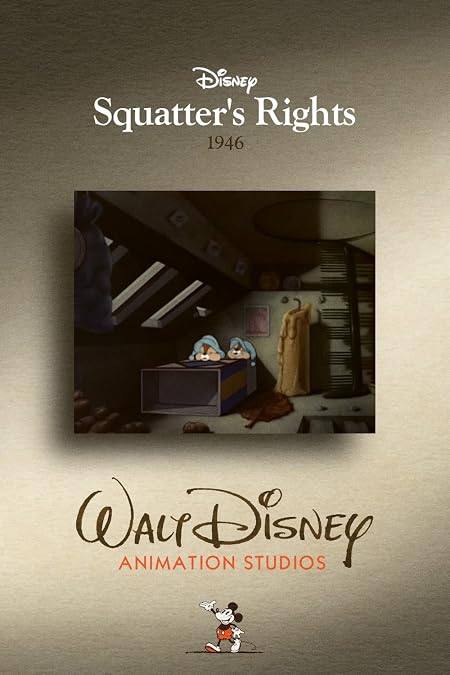 Disney
Squatter's Rights
1946
Walt Disney
ANIMATION STUDIOS